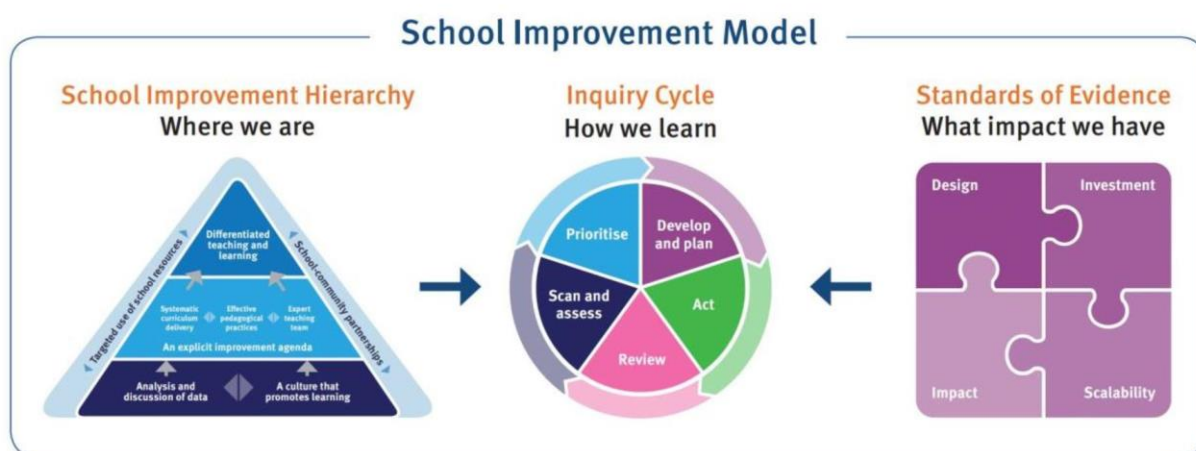 School Improvement Model
School Improvement Hierarchy
Where we are
Differentiated
teaching and
learning
Targeted use of school resources
School-community partnerships
Systematic
curriculum
delivery
Effective
pedagogical
practices
Expert
teaching
team
An explicit improvement agenda
Analysis and
discussion of data
A culture that
promotes learning
Inquiry Cycle
How we learn
Prioritise
Develop
and plan
Scan and
assess
Act
Review
Standards of Evidence
What impact we have
Design
Investment
Impact
Scalability